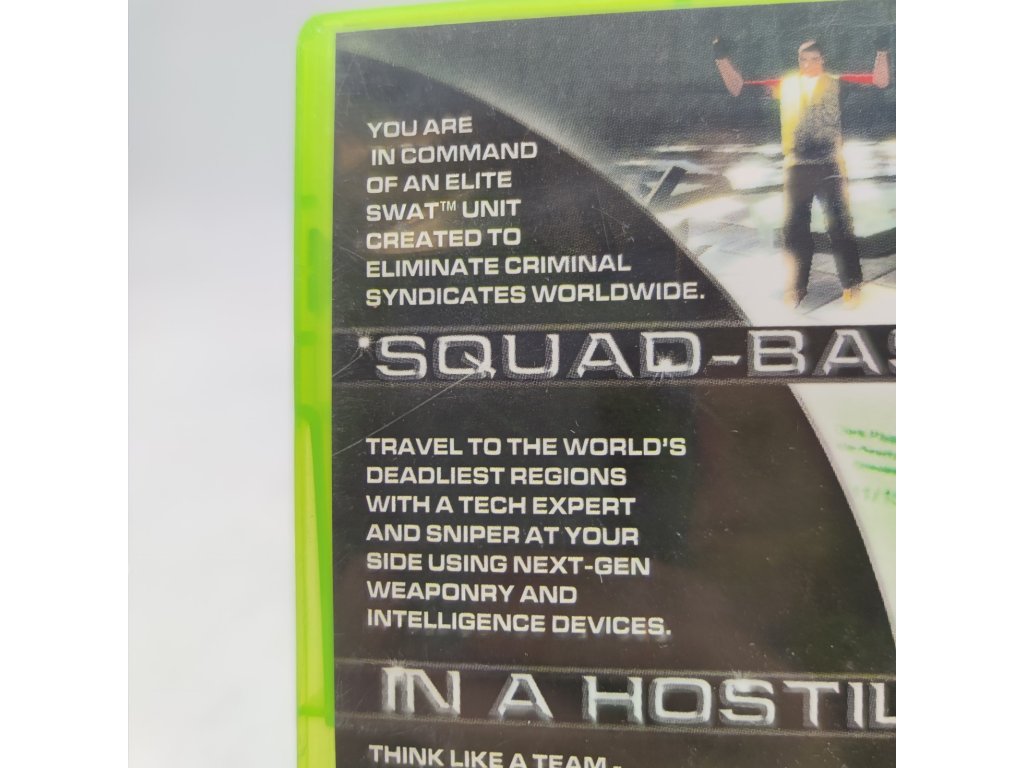 YOU ARE
IN COMMAND
OF AN ELITE
SWAT™ UNIT
CREATED TO
ELIMINATE CRIMINAL
SYNDICATES WORLDWIDE.
SQUAD-BAS
TRAVEL TO THE WORLD'S
DEADLIEST REGIONS
WITH A TECH EXPERT
AND SNIPER AT YOUR
SIDE USING NEXT-GEN
WEAPONRY AND
INTELLIGENCE DEVICES.
IN A HOSTIL
THINK LIKE A TEAM -